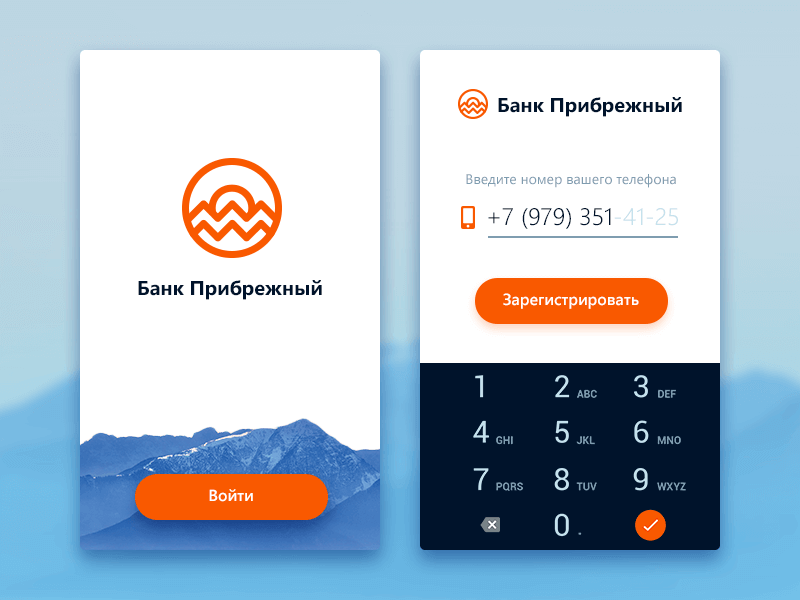 Банк Прибрежный
Войти
Банк Прибрежный
Введите номер вашего телефона
+7 (979) 351-41-25
Зарегистрировать
1 2 ABC 3 DEF
4 GHI 5 JKL 6 MNO
7 PQRS 8 TUV 9 WXYZ
0 .